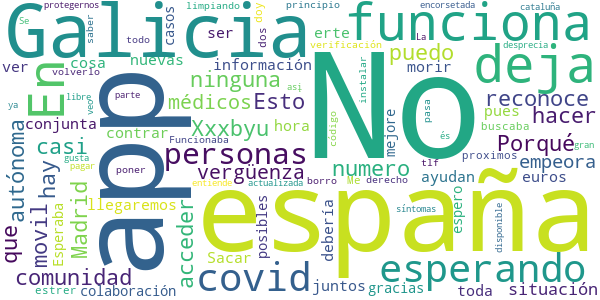 Galicia
No
españa
app
funciona
deja
En
covid
esperando
personas
Xxxbyu
casi
hay
que
autónoma
movil
Madrid
Esperaba
llegaremos
comunidad
colaboración
estrer
acceder
Sacar
posibles
debería
juntos
gracias
espero
numero
toda
situación
euros
ayudan
empeora
proximos
Porqué
hacer
reconoce
pues
buscaba
mejore
morir
puedo
Esto
ninguna
médicos
vergüenza
hora
contrar
conjunta
información
nuevas
cosa
ver
ser
erte
casos
dos
doy
limpiando
protegernos
principio
saber
todo
volverlo
Se
ya
libre
veo
parte
gusta
pagar
poner
Funcionaba
entiende
actualizada
borro
Me
derecho
t1f
código
instalar
verificación
La
encorsetada
cataluña
desprecia
pasa
és
así
gran
síntomas
disponible